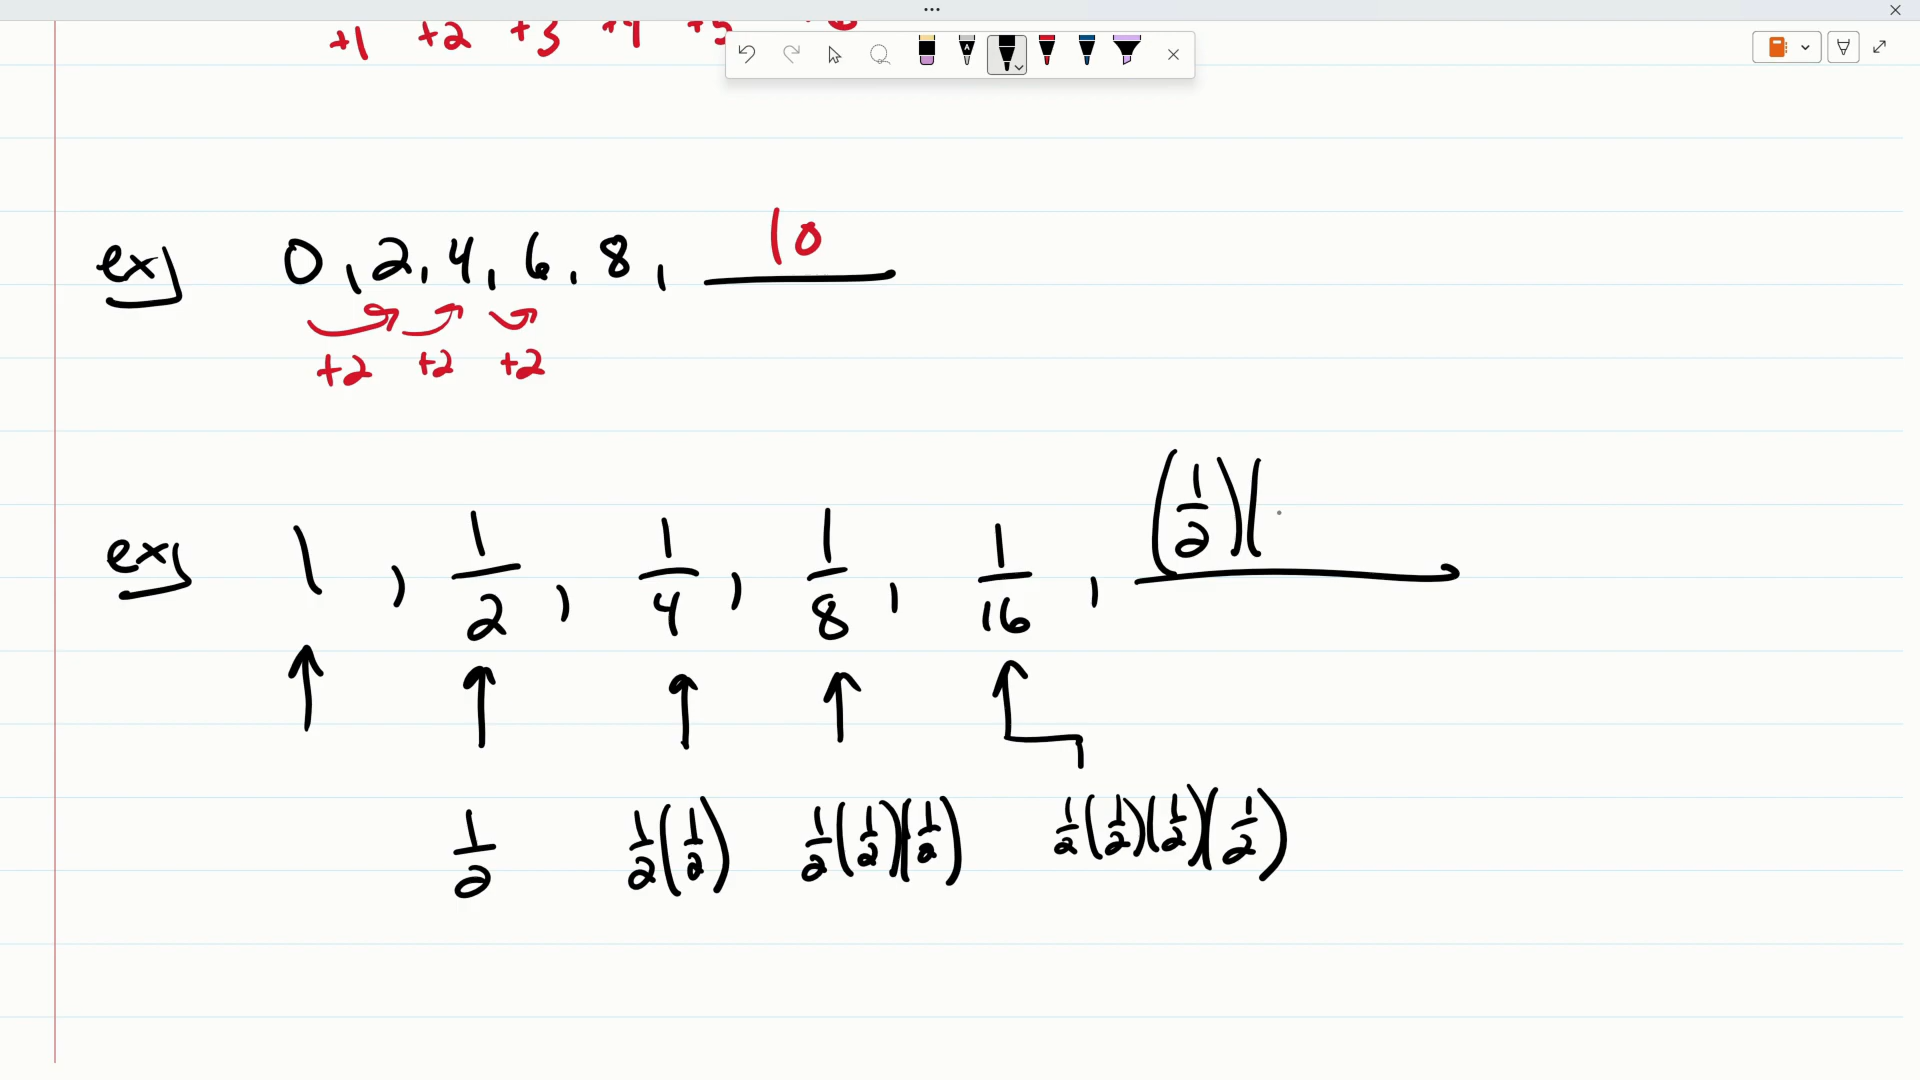 +1 +2 +3 +4 +5
ex) 0, 2, 4, 6, 8, 10
+2 +2 +2
ex) 1, 1/2, 1/4, 1/8, 1/16, (1/2)(
1/2 1/2(1/2) 1/2(1/2)(1/2) 1/2(1/2)(1/2)(1/2)